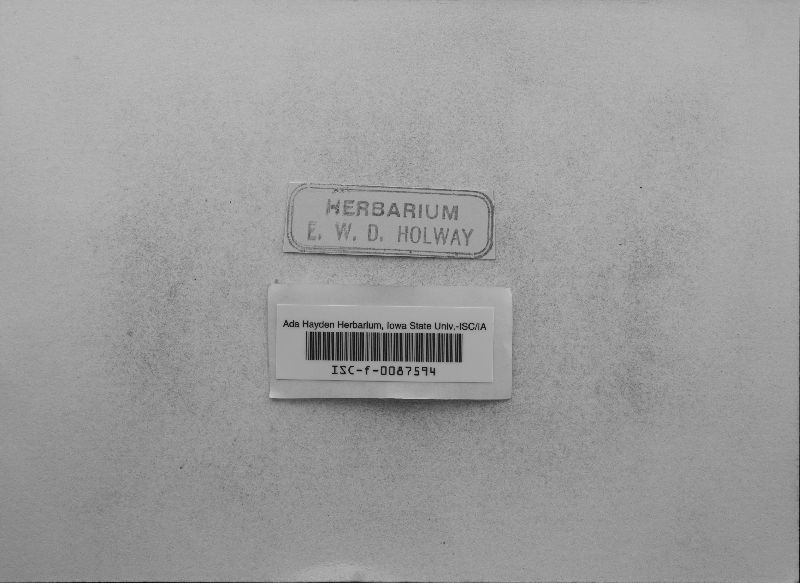 HERBARIUM
E. W. D. HOLWAY
Ada Hayden Herbarium, Iowa State Univ.-ISC/IA
ISC-f-0087594